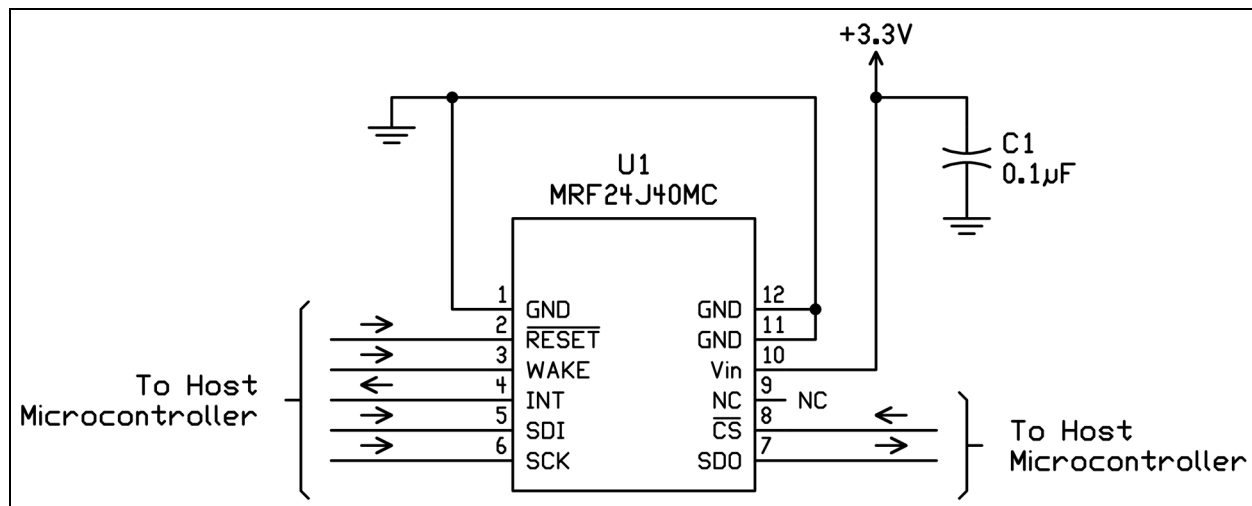 +3.3V
C1
0.1µF
U1
MRF24J40MC
1
GND
2
RESET
3
WAKE
4
INT
5
SDI
6
SCK
12
GND
11
GND
10
Vin
9
NC
NC
8
CS
7
SDO
To Host
Microcontroller
To Host
Microcontroller